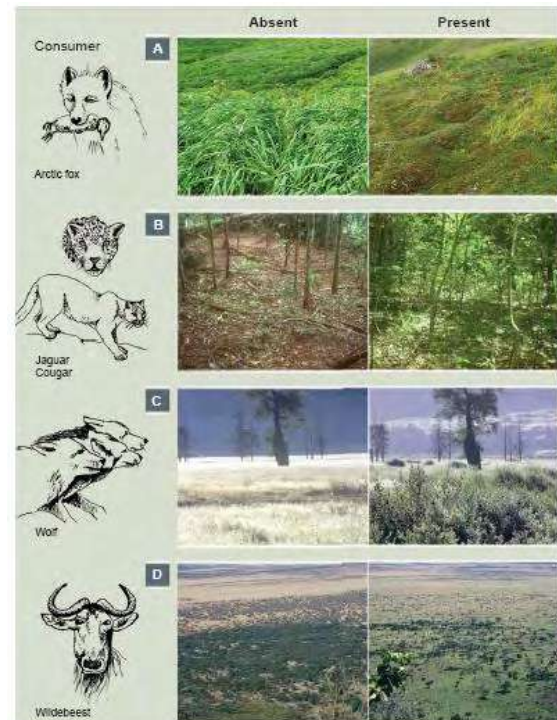 Absent Present
Consumer
A
Arctic fox
B
Jaguar
Cougar
C
Wolf
D
Wildebeest